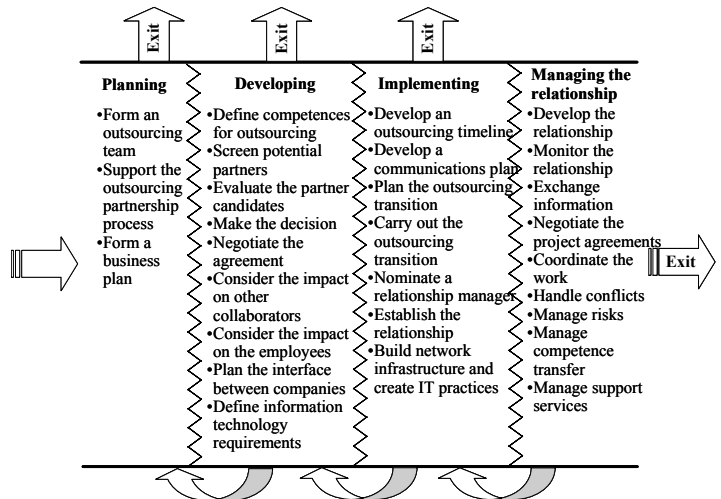 Exit
Exit
Exit
Planning
•Form an
outsourcing
team
•Support the
outsourcing
partnership
process
•Form a
business
plan
Developing
•Define competences
for outsourcing
•Screen potential
partners
•Evaluate the partner
candidates
•Make the decision
•Negotiate the
agreement
•Consider the impact
on other
collaborators
•Consider the impact
on the employees
•Plan the interface
between companies
•Define information
technology
requirements
Implementing
•Develop an
outsourcing timeline
•Develop a
communications plan
•Plan the outsourcing
transition
•Carry out the
outsourcing
transition
•Nominate a
relationship manager
•Establish the
relationship
•Build network
infrastructure and
create IT practices
Managing the
relationship
•Develop the
relationship
•Monitor the
relationship
•Exchange
information
•Negotiate the
project agreements
•Coordinate the
work
•Handle conflicts
•Manage risks
•Manage
competence
transfer
•Manage support
services
Exit